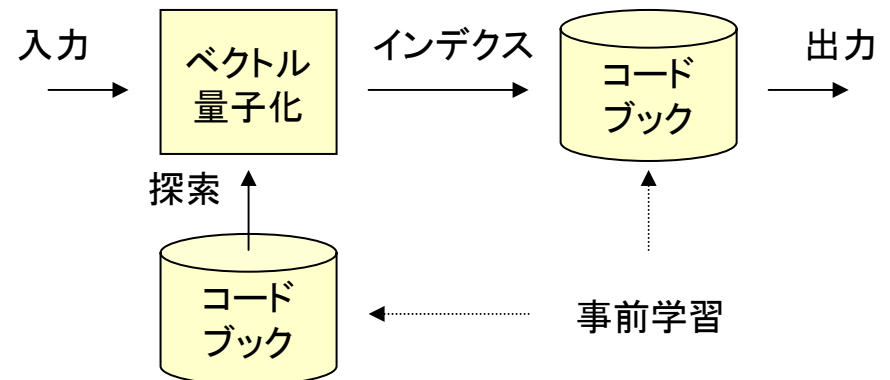 入力
ベクトル
量子化
インデクス
コード
ブック
出力
探索
コード
ブック
事前学習